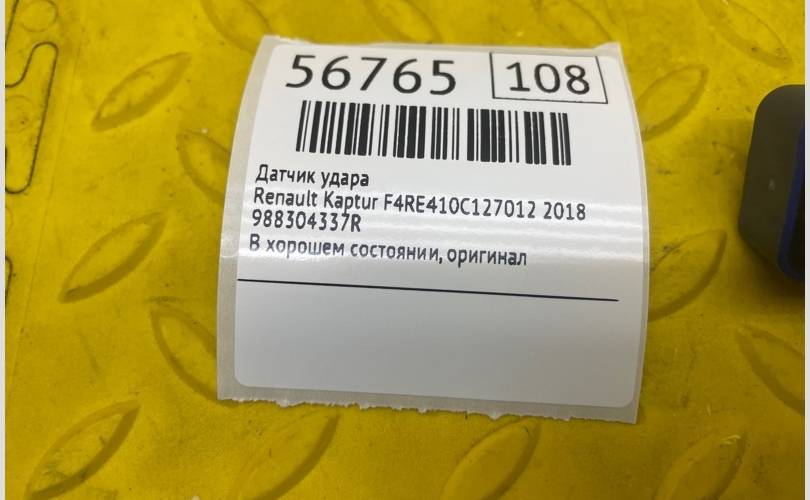 56765 108
Датчик удара
Renault Kaptur F4RE410C127012 2018
988304337R
В хорошем состоянии, оригинал